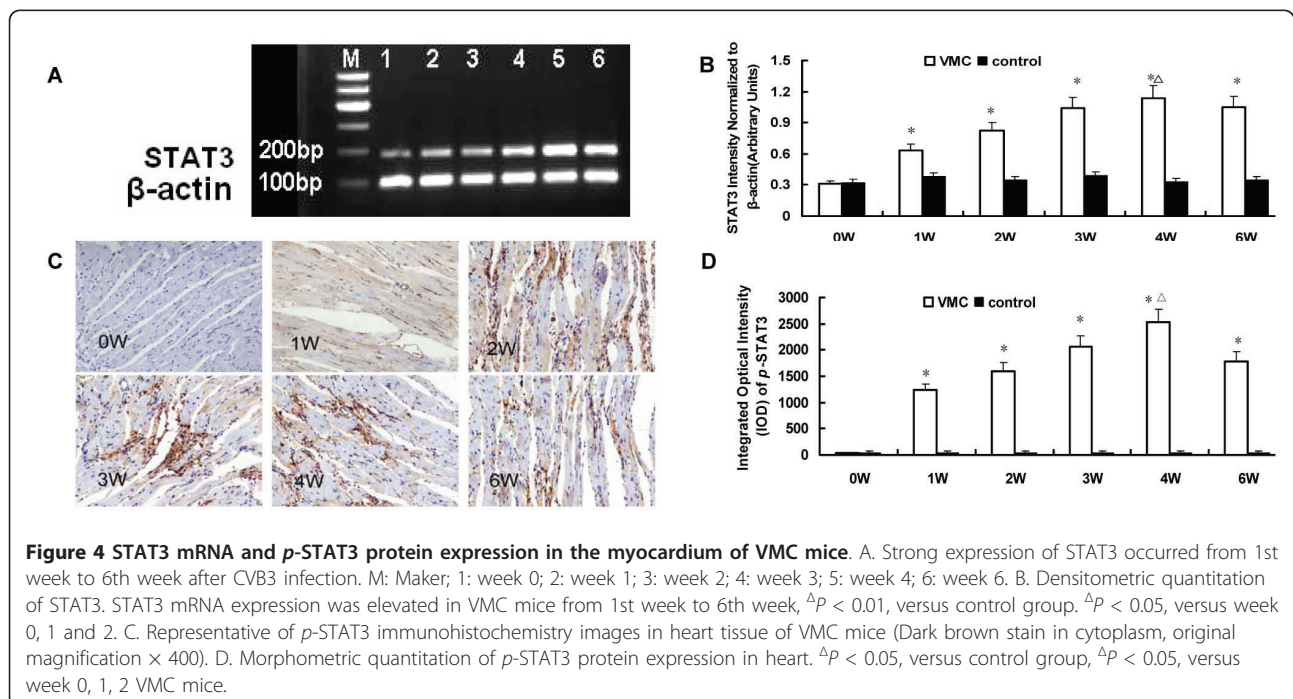 A
M 1 2 3 4 5 6
STAT3 200bp
β-actin 100bp
B
VMC control
STAT3 Intensity Normalized to
β-actin(Arbitrary Units)
1.5
1.2
0.9
0.6
0.3
0
* * * *△ *
0W 1W 2W 3W 4W 6W
C
0W 1W 2W
3W 4W 6W
D
VMC control
Integrated Optical Intensity
(IOD) of p-STAT3
3000
2500
2000
1500
1000
500
0
* * * * △ *
0W 1W 2W 3W 4W 6W
Figure 4 STAT3 mRNA and p-STAT3 protein expression in the myocardium of VMC mice. A. Strong expression of STAT3 occurred from 1st
week to 6th week after CVB3 infection. M: Maker; 1: week 0; 2: week 1; 3: week 2; 4: week 3; 5: week 4; 6: week 6. B. Densitometric quantitation
of STAT3. STAT3 mRNA expression was elevated in VMC mice from 1st week to 6th week, ΔP < 0.01, versus control group. ΔP < 0.05, versus week
0, 1 and 2. C. Representative of p-STAT3 immunohistochemistry images in heart tissue of VMC mice (Dark brown stain in cytoplasm, original
magnification × 400). D. Morphometric quantitation of p-STAT3 protein expression in heart. ΔP < 0.05, versus control group, ΔP < 0.05, versus
week 0, 1, 2 VMC mice.